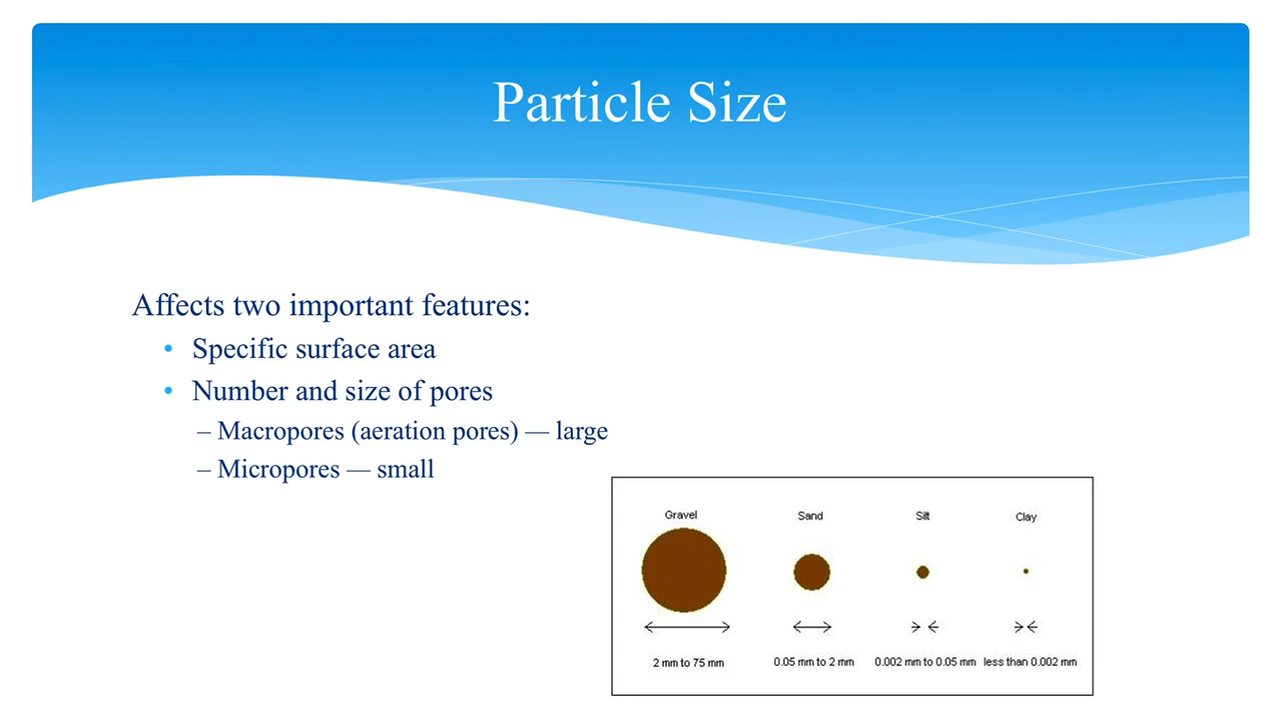 Particle Size
Affects two important features:
• Specific surface area
• Number and size of pores
– Macropores (aeration pores) — large
– Micropores — small
Gravel Sand Silt Clay
2 mm to 75 mm 0.05 mm to 2 mm 0.002 mm to 0.05 mm less than 0.002 mm